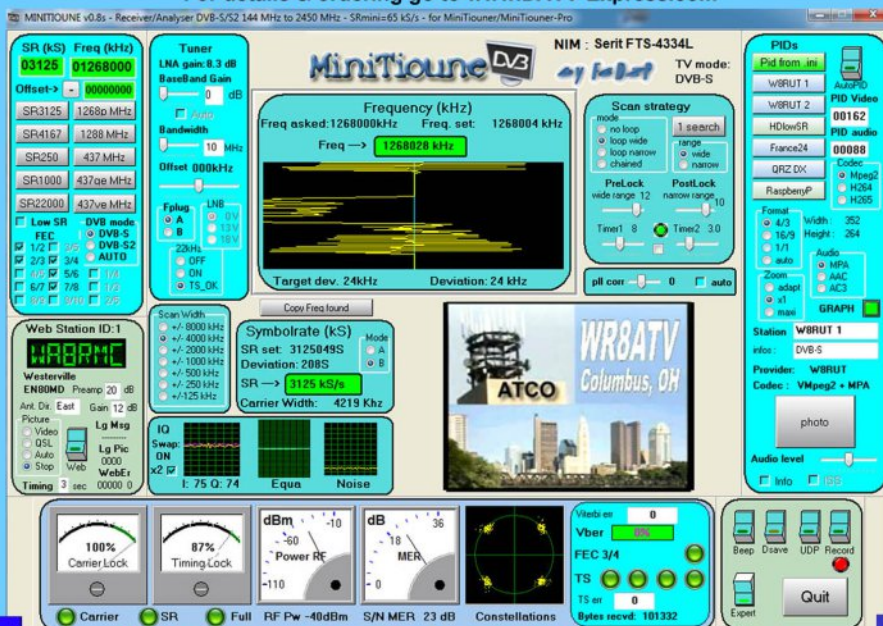 MINITIOUNE v0.8s - Receiver/Analyser DVB-S/S2 144 MHz to 2450 MHz - SRmini=65 kS/s - for MiniTiouner/MiniTiouner-Pro
SR (kS) Freq (kHz)
03125 01268000
Offset-> - 00000000
SR3125 1268p MHz
SR4167 1288 MHz
SR250 437 MHz
SR1000 437qe MHz
SR22000 437ve MHz
Low SR DVB mode
FEC DVB-S
1/2 3/5 DVB-S2
2/3 3/4 AUTO
4/5 5/6 1/4
6/7 7/8 1/3
8/9 9/10 2/5
Tuner
LNA gain:8.3 dB
BaseBand Gain
0 dB
Auto
Bandwidth
10 MHz
Offset 000kHz
Fplug LNB
A 0V
B 13V
18V
22kHz
OFF
ON
TS_OK
MiniTioune DVB
NIM : Serit FTS-4334L
TV mode:
DVB-S
Frequency (kHz)
Freq asked:1268000kHz Freq. set: 1268004 kHz
Freq ---> 1268028 kHz
Target dev. 24kHz Deviation: 24 kHz
Scan strategy
mode
no loop
loop wide
loop narrow
chained
1 search
range
wide
narrow
PreLock PostLock
wide range 12 narrow range
10
Timer1 8 Timer2 3.0
pll corr 0 auto
PIDs
Pid from .ini
W8RUT 1
W8RUT 2
HDlowSR
France24
QRZ DX
RaspberryP
AutoPID
PID Video
00162
PID audio
00088
Codec
Mpeg2
H264
H265
Format
4/3
16/9
1/1
auto
Width : 352
Height : 264
Audio
MPA
AAC
AC3
Zoom
adapt
x1
maxi
GRAPH
Station W8RUT 1
infos : DVB-S
Provider: W8RUT
Codec : VMpeg2 + MPA
photo
Audio level
Info ISS
Web Station ID:1
WA8RMC
Westerville
EN80MD Preamp 20 dB
Ant. Dir. East Gain 12 dB
Picture
Video
QSL
Auto
Stop
Web
Lg Msg
Lg Pic
0000
WebEr
Timing 3 sec 00000 0
Scan Width
+/- 8000 kHz
+/- 4000 kHz
+/- 2000 kHz
+/- 1000 kHz
+/- 500 kHz
+/- 250 kHz
+/-125 kHz
Copy Freq found
Symbolrate (kS)
SR set: 3125049S
Deviation: 208S
SR ---> 3125 kS/s
Carrier Width: 4219 Khz
Mode
A
B
IQ
Swap:
ON
x2
I: 75 Q: 74 Equa Noise
WR8ATV
Columbus, OH
ATCO
100%
Carrier Lock
87%
Timing Lock
dBm -10
-60
Power RF
-110
dB 36
18
MER
0
Carrier SR Full RF Pw -40dBm S/N MER 23 dB Constellations
Viterbi err 0
Vber 0%
FEC 3/4
TS
TS err 0
Bytes recvd: 101332
Beep Dsave UDP Record
Expert
Quit